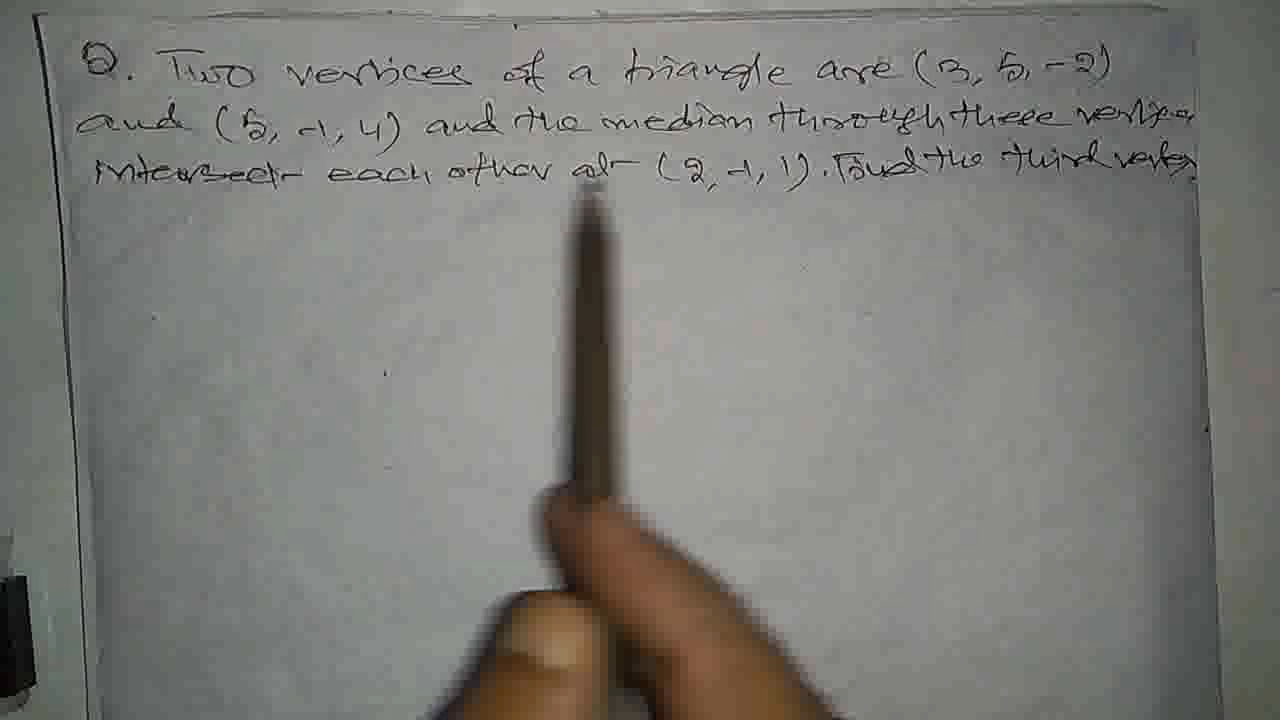 Q. Two vertices of a triangle are (3, 5, -2)
and (5, -1, 4) and the median through these vertices
intersect each other at (2, -1, 1). Find the third vertex.